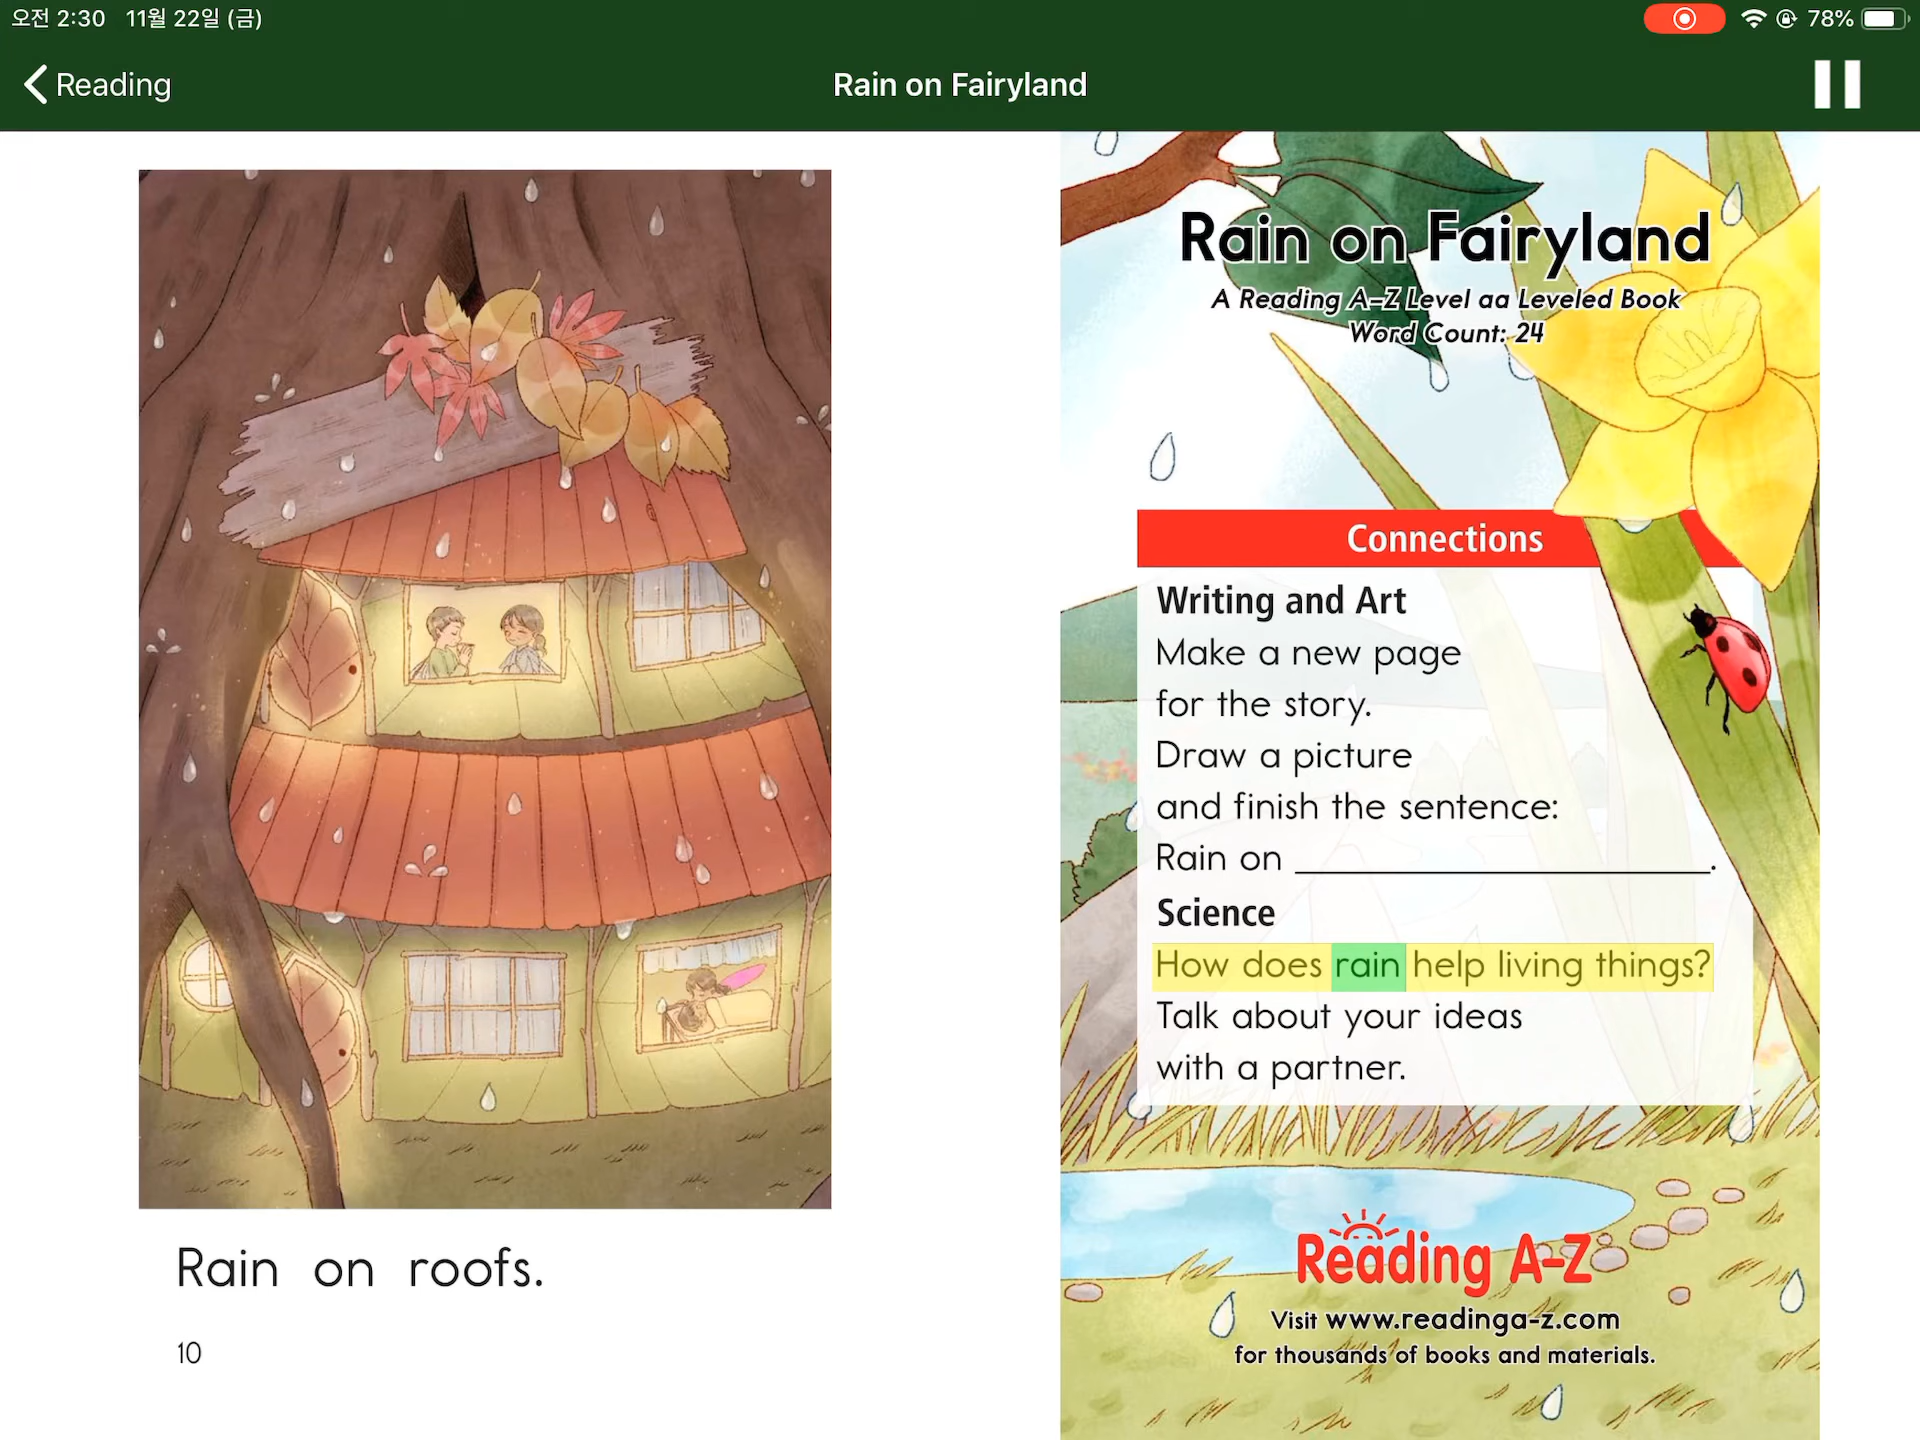 오전 2:30 11월 22일 (금)
78%
Reading
Rain on Fairyland
Rain on roofs.
10
Rain on Fairyland
A Reading A–Z Level aa Leveled Book
Word Count: 24
Connections
Writing and Art
Make a new page
for the story.
Draw a picture
and finish the sentence:
Rain on ____________________.
Science
How does rain help living things?
Talk about your ideas
with a partner.
Reading A-Z
Visit www.readinga-z.com
for thousands of books and materials.